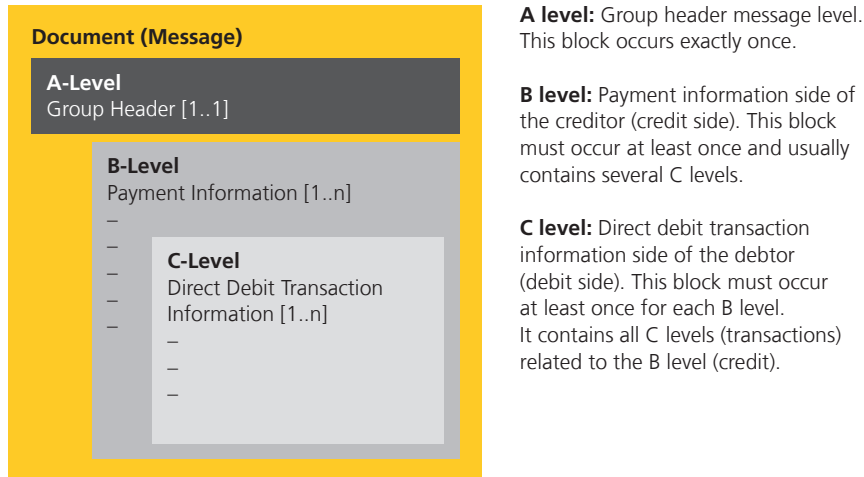 Document (Message)
A-Level
Group Header [1..1]
B-Level
Payment Information [1..n]
–
–
–
–
–
C-Level
Direct Debit Transaction
Information [1..n]
–
–
–
A level: Group header message level.
This block occurs exactly once.
B level: Payment information side of
the creditor (credit side). This block
must occur at least once and usually
contains several C levels.
C level: Direct debit transaction
information side of the debtor
(debit side). This block must occur
at least once for each B level.
It contains all C levels (transactions)
related to the B level (credit).